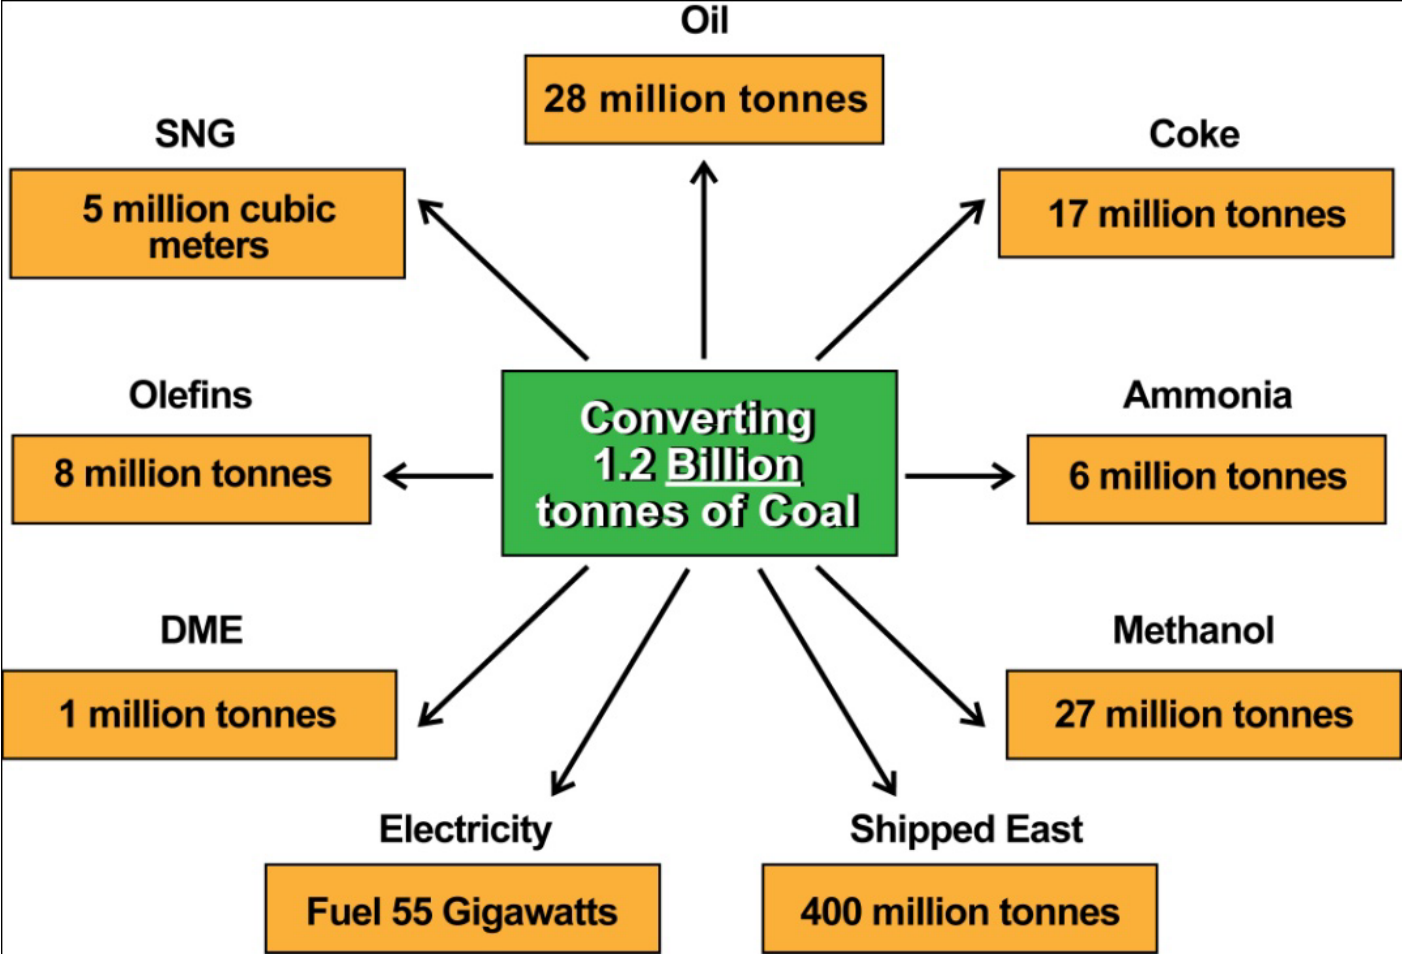 Oil
28 million tonnes
SNG
5 million cubic
meters
Coke
17 million tonnes
Olefins
8 million tonnes
Converting
1.2 Billion
tonnes of Coal
Ammonia
6 million tonnes
DME
1 million tonnes
Methanol
27 million tonnes
Electricity
Fuel 55 Gigawatts
Shipped East
400 million tonnes